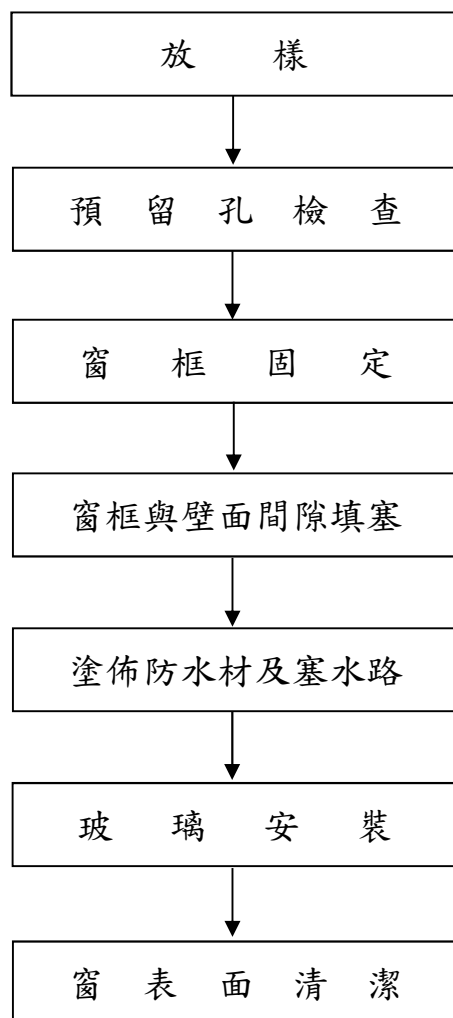 放樣
預留孔檢查
窗框固定
窗框與壁面間隙填塞
塗佈防水材及塞水路
玻璃安裝
窗表面清潔